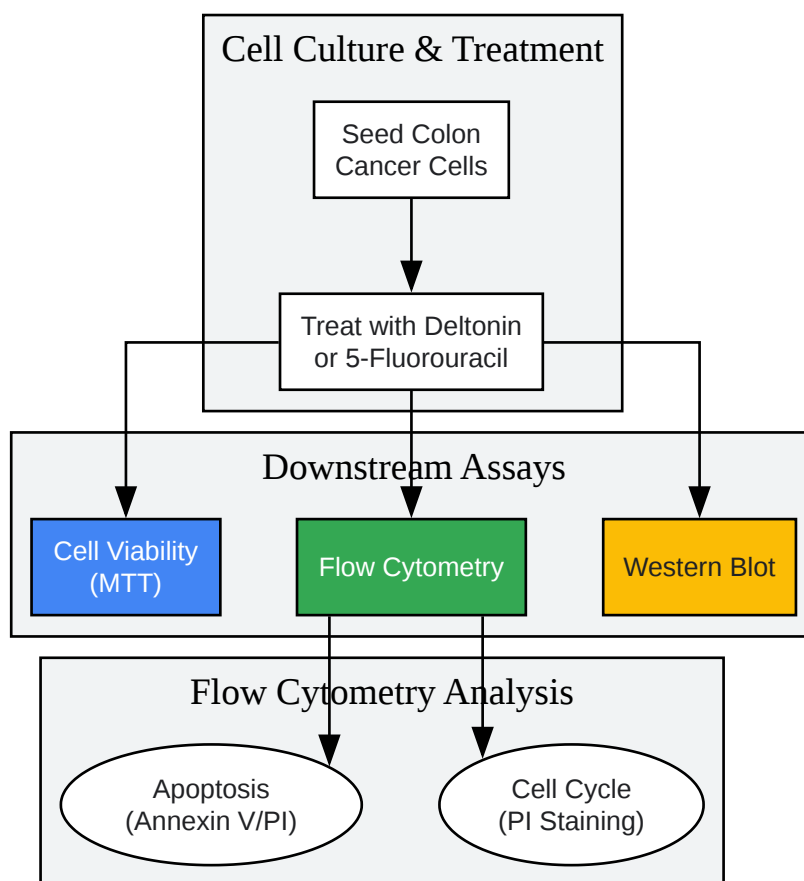 Cell Culture & Treatment
Seed Colon
Cancer Cells
Treat with Deltonin
or 5-Fluorouracil
Downstream Assays
Cell Viability
(MTT)
Flow Cytometry
Western Blot
Flow Cytometry Analysis
Apoptosis
(Annexin V/PI)
Cell Cycle
(PI Staining)